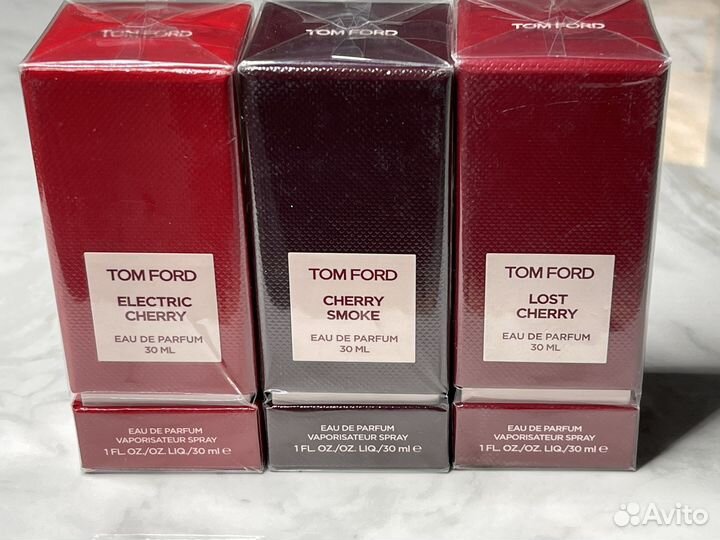 TOM FORD
TOM FORD
ELECTRIC
CHERRY
EAU DE PARFUM
30 ML
EAU DE PARFUM
VAPORISATEUR SPRAY
1 FL. OZ./OZ. LIQ./30 ml e
TOM FORD
TOM FORD
CHERRY
SMOKE
EAU DE PARFUM
30 ML
EAU DE PARFUM
VAPORISATEUR SPRAY
1 FL. OZ./OZ. LIQ./30 ml e
TOM FORD
TOM FORD
LOST
CHERRY
EAU DE PARFUM
30 ML
EAU DE PARFUM
VAPORISATEUR SPRAY
1 FL. OZ./OZ. LIQ./30 ml e
Avito